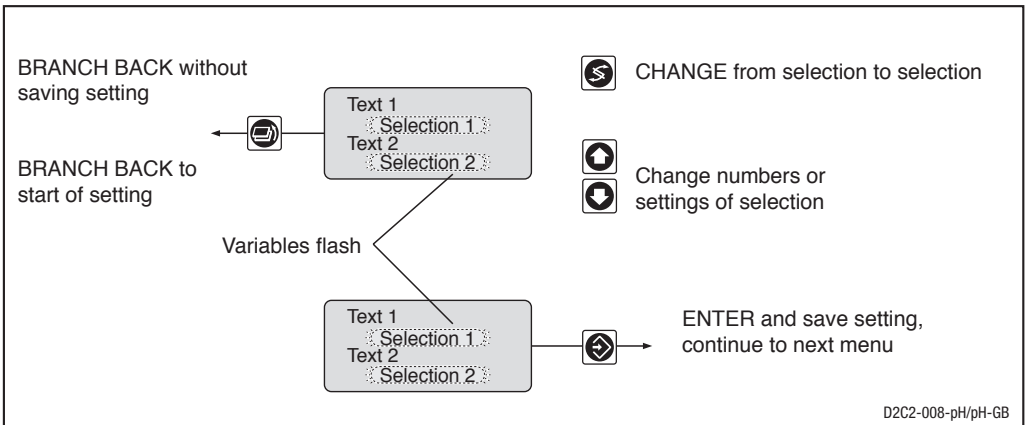 BRANCH BACK without
saving setting
BRANCH BACK to
start of setting
Text 1
Selection 1
Text 2
Selection 2
CHANGE from selection to selection
Change numbers or
settings of selection
Variables flash
Text 1
Selection 1
Text 2
Selection 2
ENTER and save setting,
continue to next menu
D2C2-008-pH/pH-GB